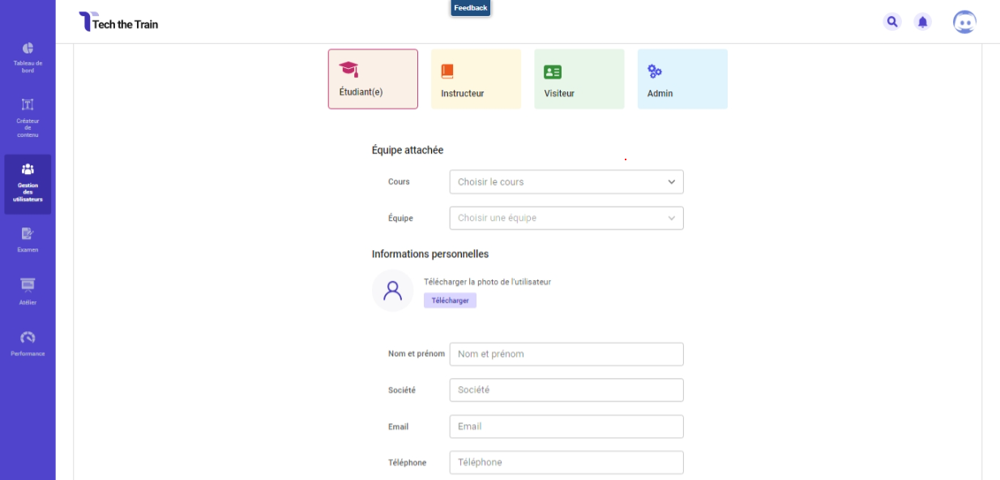 Feedback
Tech the Train
Tableau de
bord
Créateur
de
contenu
Gestion
des
utilisateurs
Examen
Atélier
Performance
Étudiant(e)
Instructeur
Visiteur
Admin
Équipe attachée
Cours
Choisir le cours
Équipe
Choisir une équipe
Informations personnelles
Télécharger la photo de l'utilisateur
Télécharger
Nom et prénom
Nom et prénom
Société
Société
Email
Email
Téléphone
Téléphone